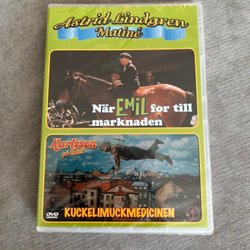 Astrid Lindgren
Matiné
När EMIL for till
marknaden
Karlsson
på taket
KUCKELIMUCKMEDICINEN
DVD